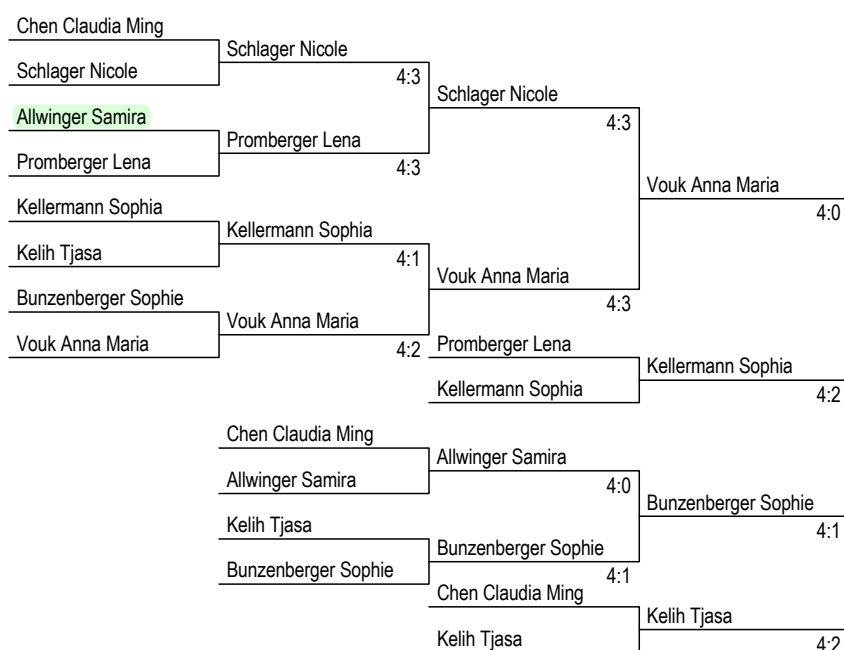 Chen Claudia Ming
Schlager Nicole
Schlager Nicole
4:3
Schlager Nicole
4:3
Allwinger Samira
Promberger Lena
Promberger Lena
4:3
Vouk Anna Maria
4:0
Kellermann Sophia
Kellermann Sophia
4:1
Kelih Tjasa
Vouk Anna Maria
4:3
Bunzenberger Sophie
Vouk Anna Maria
4:2
Vouk Anna Maria
Promberger Lena
Kellermann Sophia
4:2
Kellermann Sophia
Chen Claudia Ming
Allwinger Samira
4:0
Allwinger Samira
Bunzenberger Sophie
4:1
Kelih Tjasa
Bunzenberger Sophie
4:1
Bunzenberger Sophie
Chen Claudia Ming
Kelih Tjasa
4:2
Kelih Tjasa